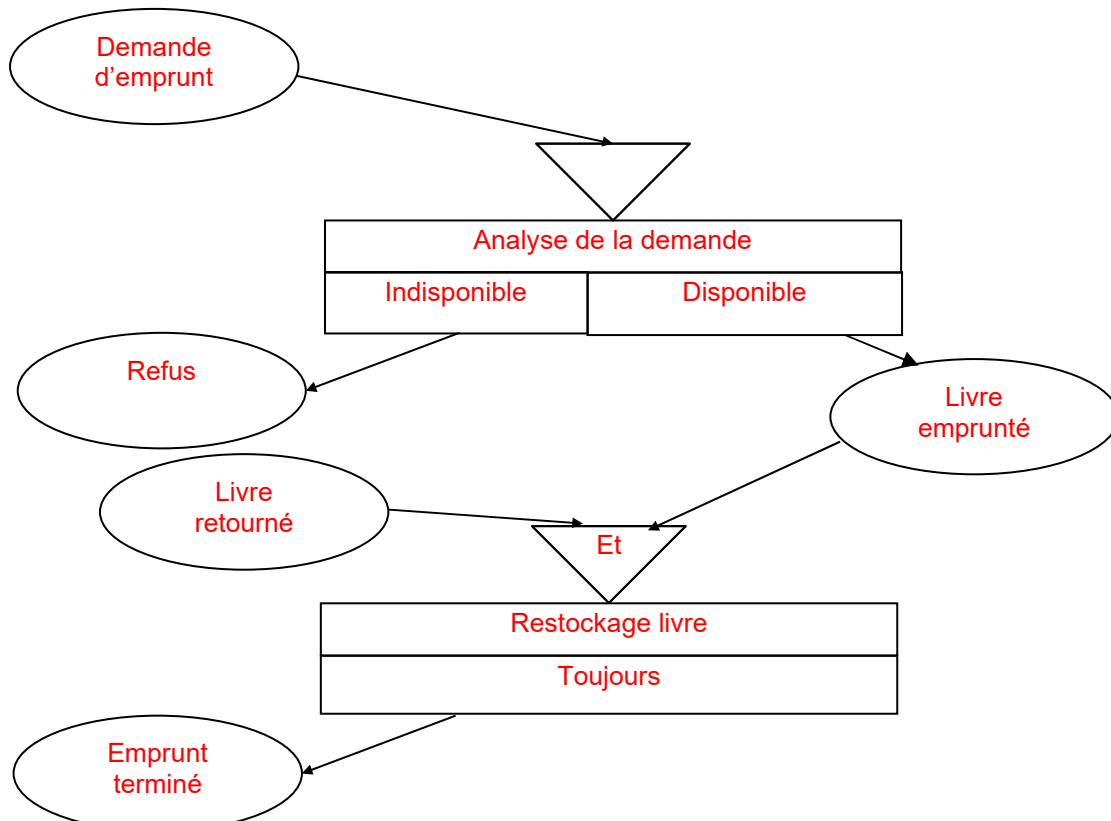 Demande
d’emprunt
Analyse de la demande
Indisponible
Disponible
Refus
Livre
emprunté
Livre
retourné
Et
Restockage livre
Toujours
Emprunt
terminé